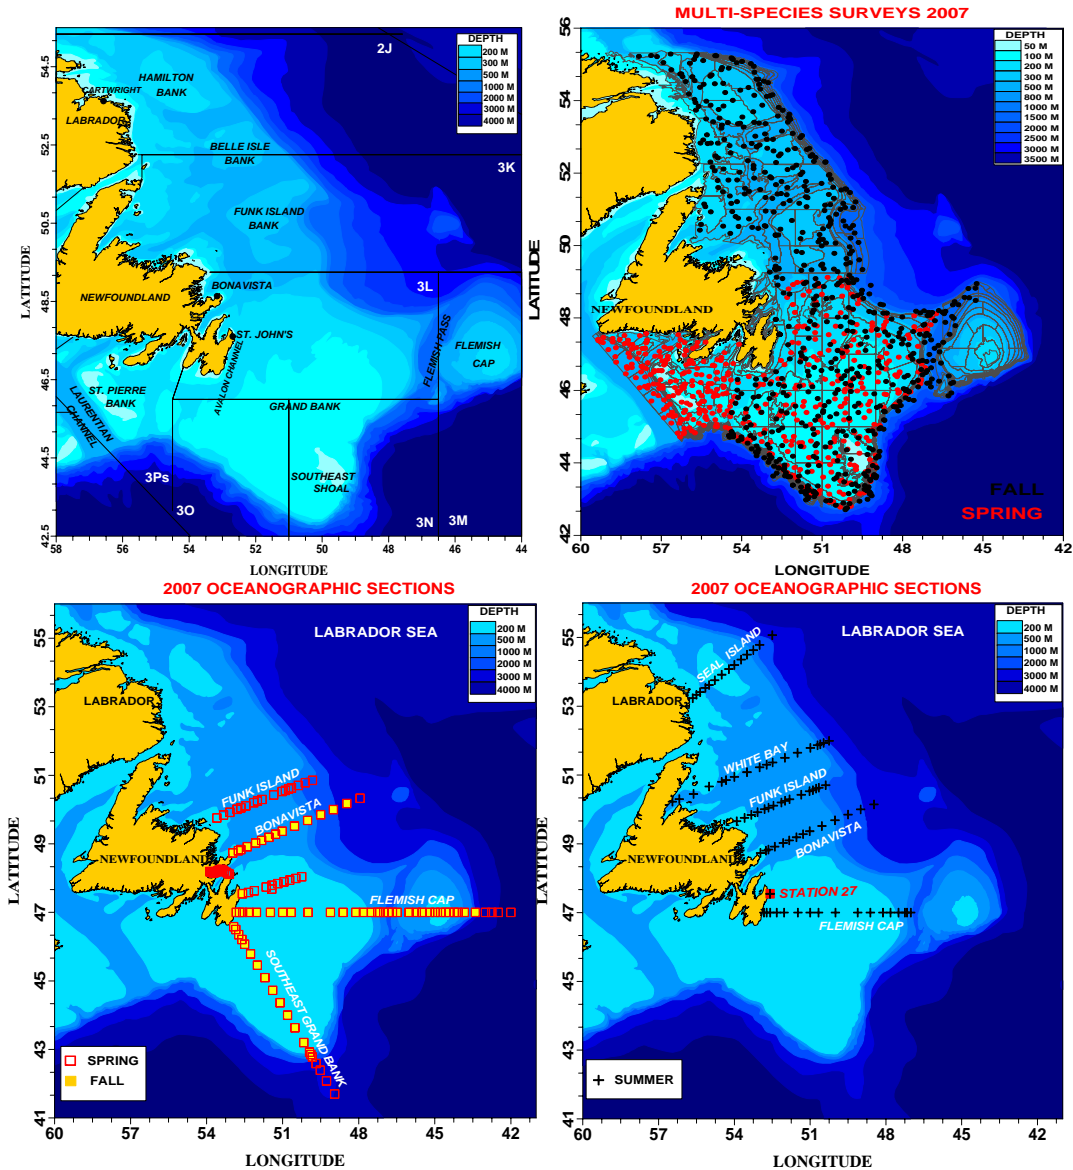 DEPTH
200 M
300 M
500 M
1000 M
2000 M
3000 M
4000 M
2J
HAMILTON
BANK
CARTWRIGHT
LABRADOR
BELLE ISLE
BANK
3K
FUNK ISLAND
BANK
BONAVISTA
3L
NEWFOUNDLAND
ST. JOHN'S
FLEMISH PASS
FLEMISH
CAP
AVALON CHANNEL
ST. PIERRE
BANK
GRAND BANK
LAURENTIAN
CHANNEL
SOUTHEAST
SHOAL
3Ps
3O
3N
3M
54.5
52.5
50.5
48.5
46.5
44.5
42.5
58 56 54 52 50 48 46 44
LATITUDE
LONGITUDE
MULTI-SPECIES SURVEYS 2007
DEPTH
50 M
100 M
200 M
300 M
500 M
800 M
1000 M
1500 M
2000 M
2500 M
3000 M
3500 M
NEWFOUNDLAND
FALL
SPRING
56
54
52
50
48
46
44
42
60 57 54 51 48 45 42
LATITUDE
LONGITUDE
2007 OCEANOGRAPHIC SECTIONS
DEPTH
200 M
500 M
1000 M
2000 M
3000 M
4000 M
LABRADOR SEA
LABRADOR
FUNK ISLAND
BONAVISTA
NEWFOUNDLAND
FLEMISH CAP
SOUTHEAST GRAND BANK
SPRING
FALL
55
53
51
49
47
45
43
41
60 57 54 51 48 45 42
LATITUDE
LONGITUDE
2007 OCEANOGRAPHIC SECTIONS
DEPTH
200 M
500 M
1000 M
2000 M
3000 M
4000 M
LABRADOR SEA
SEAL ISLAND
LABRADOR
WHITE BAY
FUNK ISLAND
BONAVISTA
NEWFOUNDLAND
STATION 27
FLEMISH CAP
SUMMER
55
53
51
49
47
45
43
41
60 57 54 51 48 45 42
LATITUDE
LONGITUDE